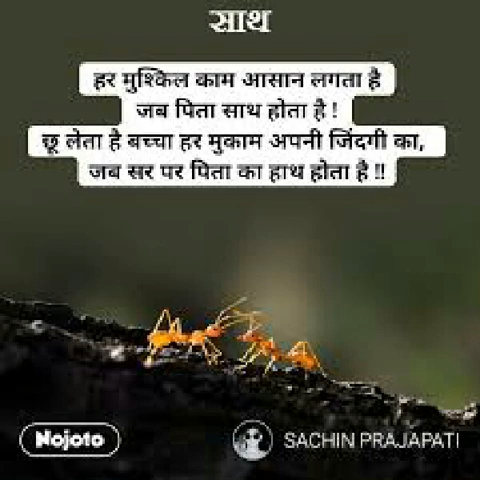 साथ
हर मुश्किल काम आसान लगता है
जब पिता साथ होता है !
छू लेता है बच्चा हर मुकाम अपनी जिंदगी का,
जब सर पर पिता का हाथ होता है !!
Nojoto
SACHIN PRAJAPATI